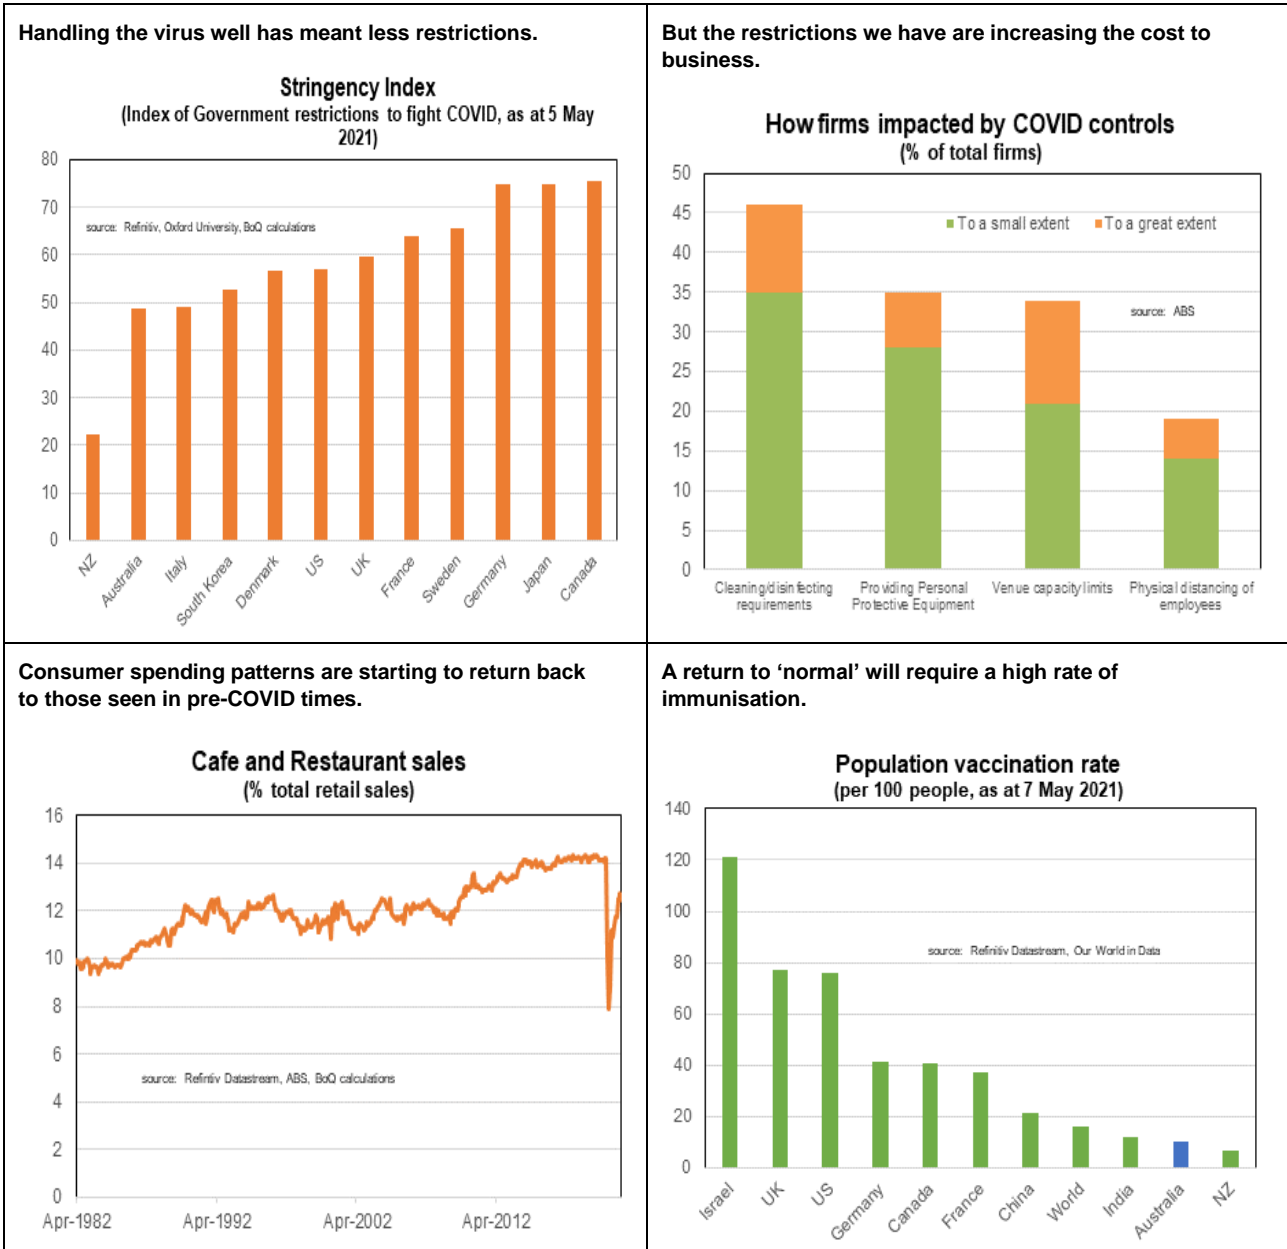 Handling the virus well has meant less restrictions.
Stringency Index
(Index of Government restrictions to fight COVID, as at 5 May
2021)
80
70
60
50
40
30
20
10
0
source: Refinitiv, Oxford University, BoQ calculations
NZ
Australia
Italy
South Korea
Denmark
US
UK
France
Sweden
Germany
Japan
Canada
But the restrictions we have are increasing the cost to
business.
How firms impacted by COVID controls
(% of total firms)
50
45
40
35
30
25
20
15
10
5
0
To a small extent
To a great extent
source: ABS
Cleaning/disinfecting
requirements
Providing Personal
Protective Equipment
Venue capacity limits
Physical distancing of
employees
Consumer spending patterns are starting to return back
to those seen in pre-COVID times.
Cafe and Restaurant sales
(% total retail sales)
16
14
12
10
8
6
4
2
0
source: Refintiv Datastream, ABS, BoQ calculations
Apr-1982
Apr-1992
Apr-2002
Apr-2012
A return to ‘normal’ will require a high rate of
immunisation.
Population vaccination rate
(per 100 people, as at 7 May 2021)
140
120
100
80
60
40
20
0
source: Refinitiv Datastream, Our World in Data
Israel
UK
US
Germany
Canada
France
China
World
India
Australia
NZ